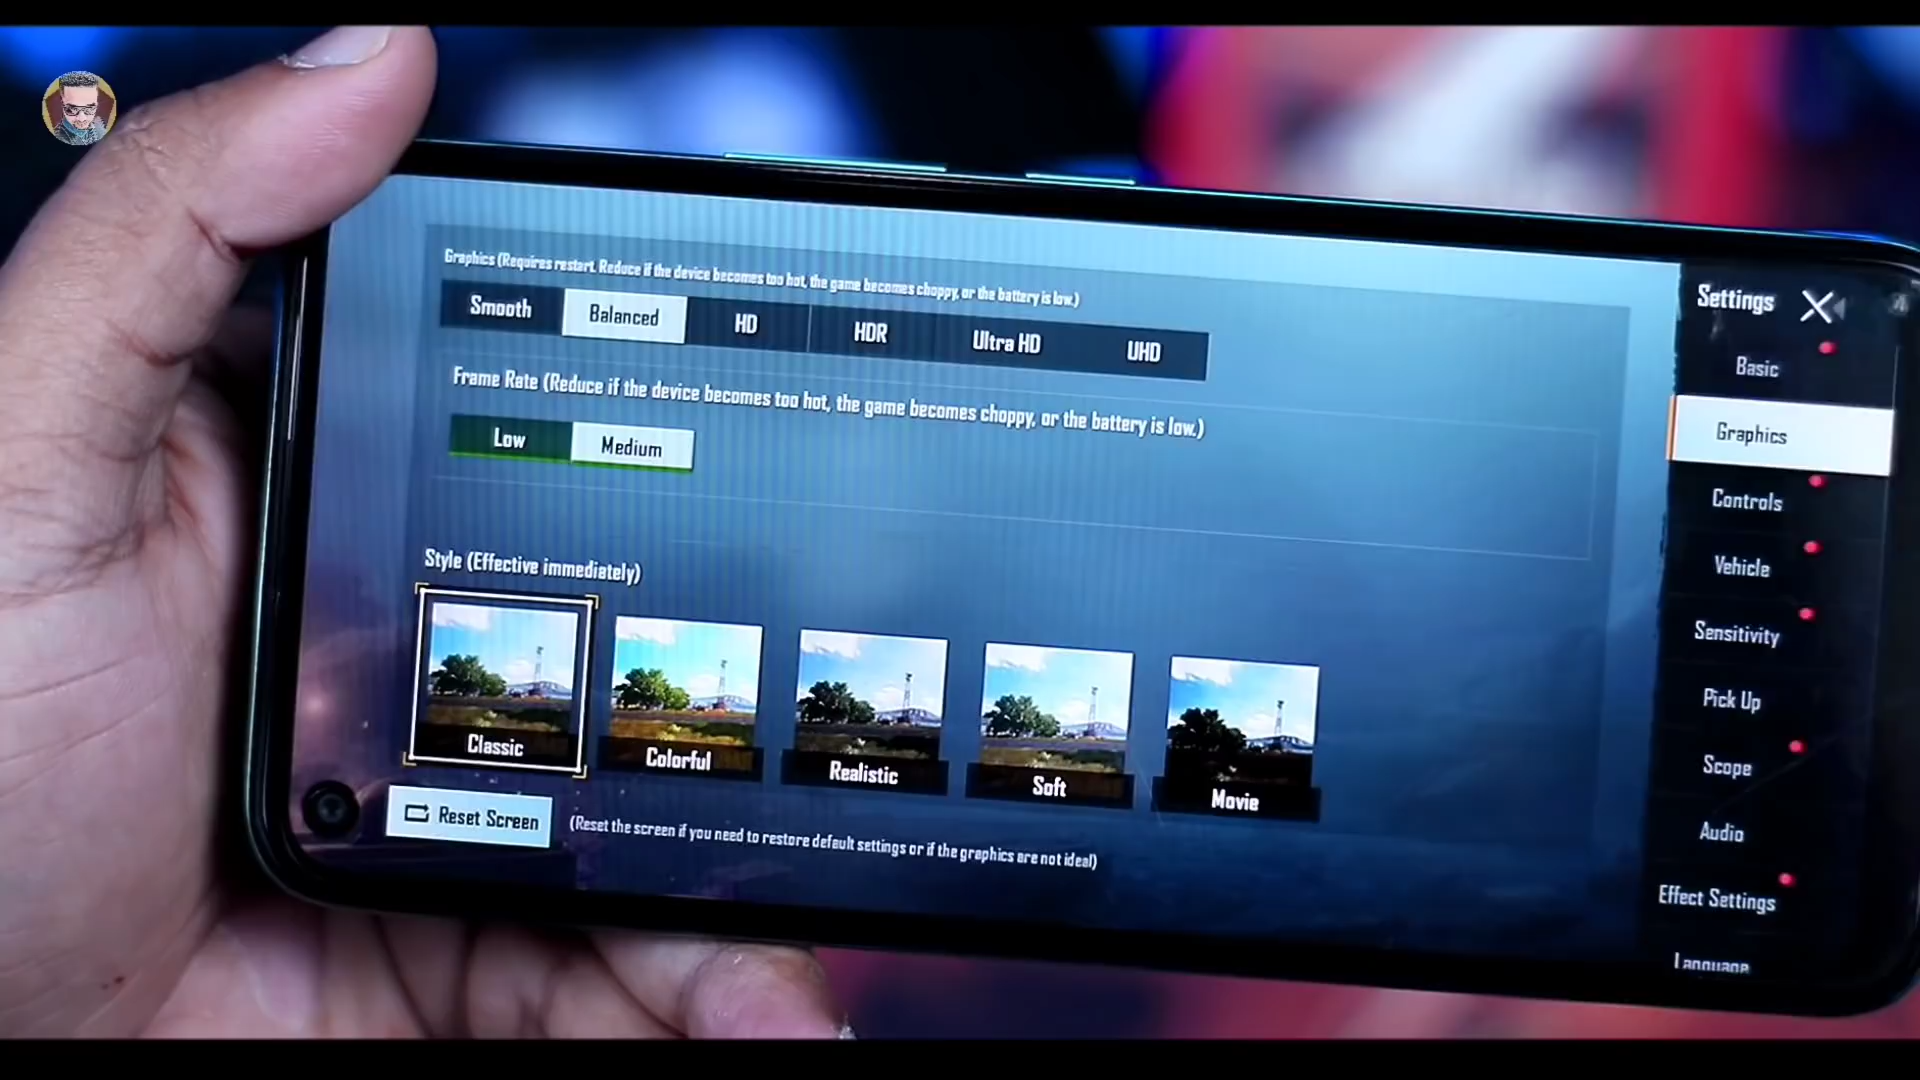 Graphics (Requires restart. Reduce if the device becomes too hot, the game becomes choppy, or the battery is low.)
Smooth Balanced HD HDR Ultra HD UHD
Frame Rate (Reduce if the device becomes too hot, the game becomes choppy, or the battery is low.)
Low Medium
Style (Effective immediately)
Classic Colorful Realistic Soft Movie
Reset Screen (Reset the screen if you need to restore default settings or if the graphics are not ideal)
Settings
Basic
Graphics
Controls
Vehicle
Sensitivity
Pick Up
Scope
Audio
Effect Settings
Language